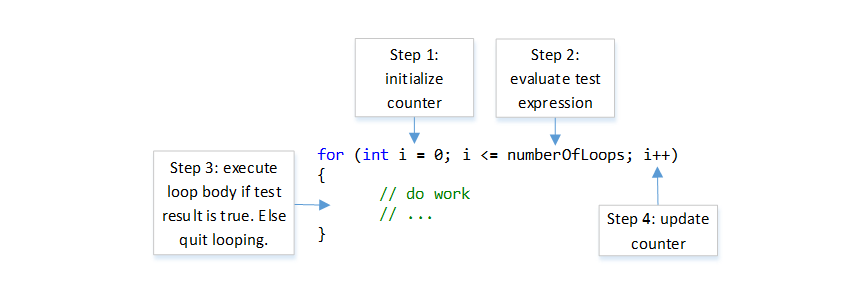 Step 1:
initialize
counter
Step 2:
evaluate test
expression
for (int i = 0; i <= numberOfLoops; i++)
{
// do work
// ...
}
Step 3: execute
loop body if test
result is true. Else
quit looping.
Step 4: update
counter